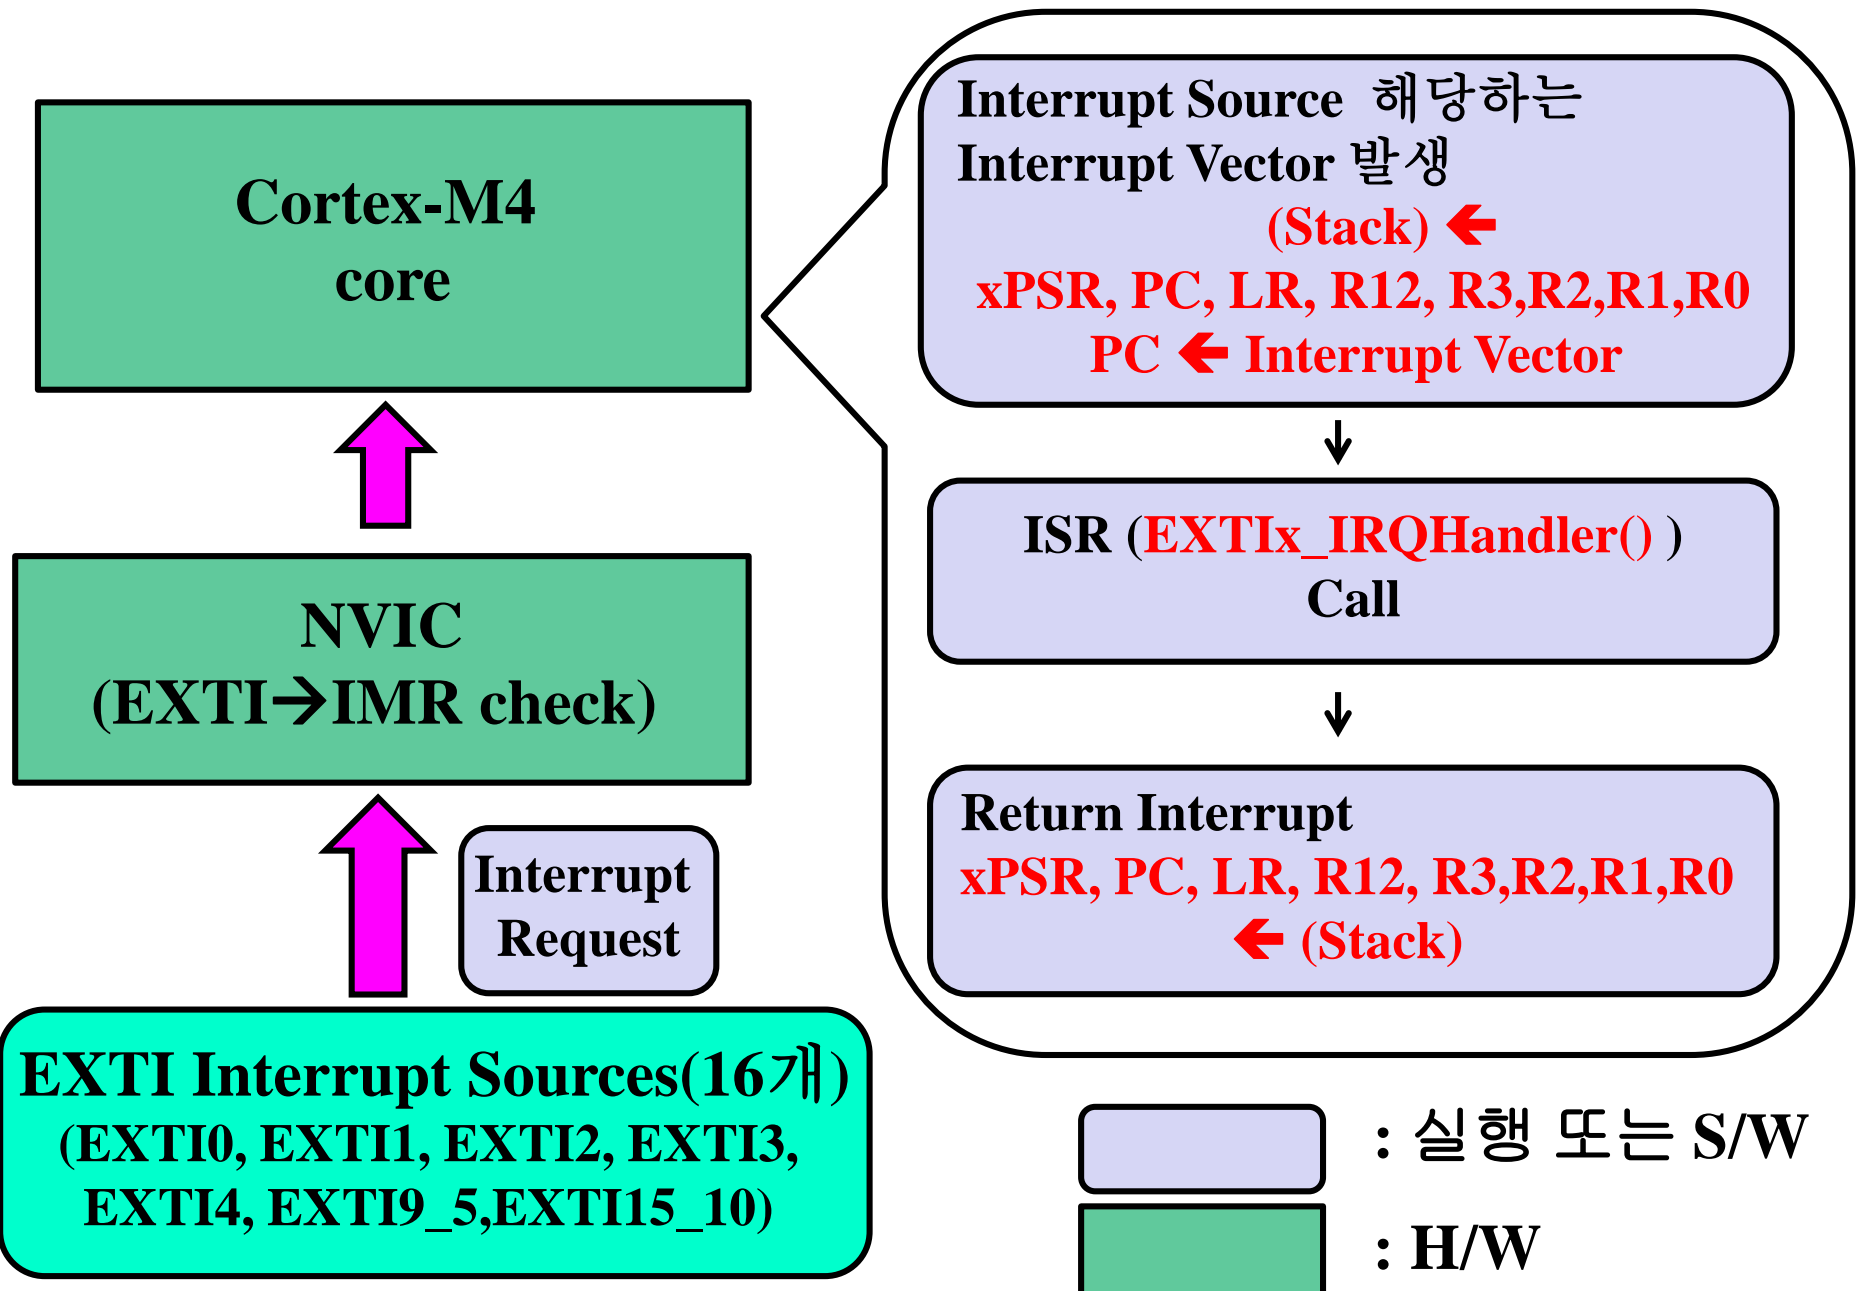 Cortex-M4
core
NVIC
(EXTI→IMR check)
Interrupt
Request
EXTI Interrupt Sources(16개)
(EXTI0, EXTI1, EXTI2, EXTI3,
EXTI4, EXTI9_5,EXTI15_10)
Interrupt Source 해당하는
Interrupt Vector 발생
(Stack) ←
xPSR, PC, LR, R12, R3,R2,R1,R0
PC ← Interrupt Vector
ISR (EXTIx_IRQHandler() )
Call
Return Interrupt
xPSR, PC, LR, R12, R3,R2,R1,R0
← (Stack)
: 실행 또는 S/W
: H/W